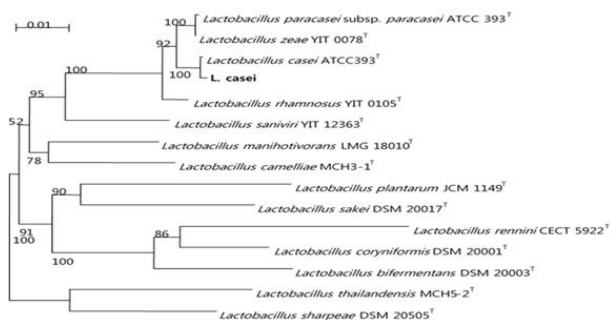 0.01
100
Lactobacillus paracasei subsp. paracasei ATCC 393T
Lactobacillus zeae YIT 0078T
92
Lactobacillus casei ATCC393T
100
L. casei
100
Lactobacillus rhamnosus YIT 0105T
95
Lactobacillus saniviri YIT 12363T
52
Lactobacillus manihotivorans LMG 18010T
78
Lactobacillus camelliae MCH3-1T
90
Lactobacillus plantarum JCM 1149T
Lactobacillus sakei DSM 20017T
91
100
86
Lactobacillus rennini CECT 5922T
Lactobacillus coryniformis DSM 20001T
100
Lactobacillus bifermentans DSM 20003T
Lactobacillus thailandensis MCH5-2T
Lactobacillus sharpeae DSM 20505T